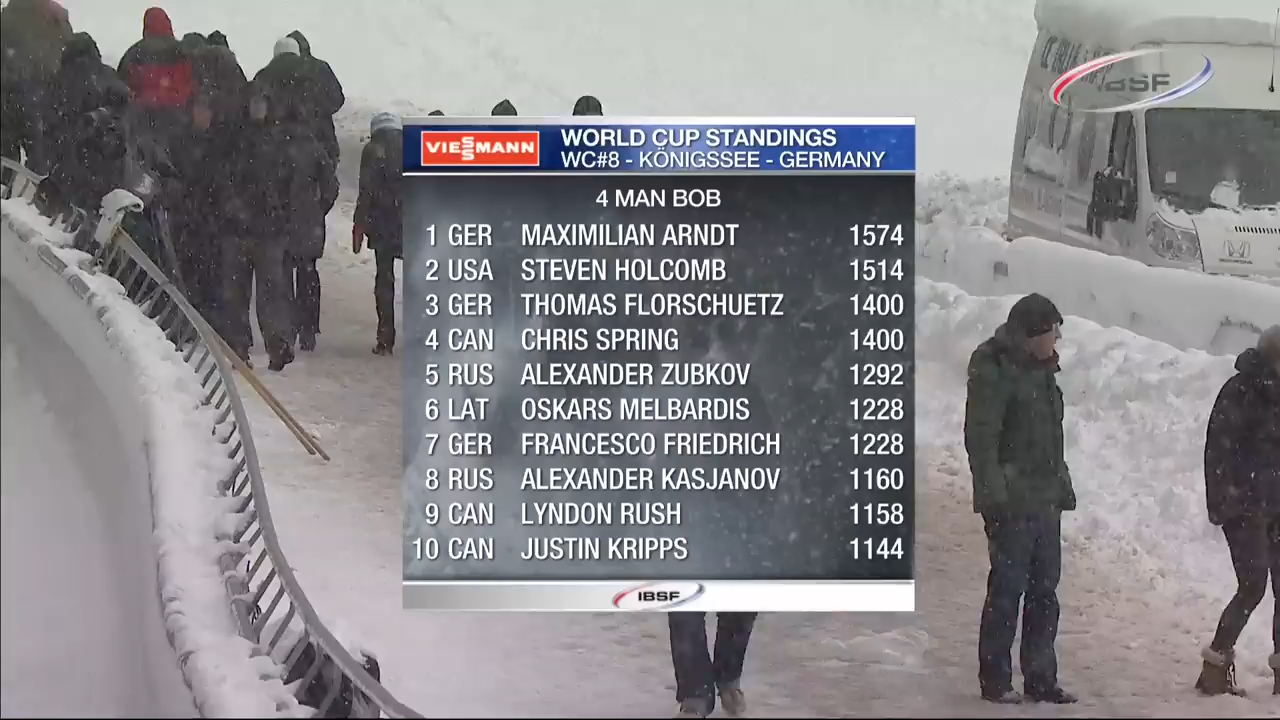 IBSF
VIESSMANN
WORLD CUP STANDINGS
WC#8 - KÖNIGSSEE - GERMANY
4 MAN BOB
1 GER MAXIMILIAN ARNDT 1574
2 USA STEVEN HOLCOMB 1514
3 GER THOMAS FLORSCHUETZ 1400
4 CAN CHRIS SPRING 1400
5 RUS ALEXANDER ZUBKOV 1292
6 LAT OSKARS MELBARDIS 1228
7 GER FRANCESCO FRIEDRICH 1228
8 RUS ALEXANDER KASJANOV 1160
9 CAN LYNDON RUSH 1158
10 CAN JUSTIN KRIPPS 1144
IBSF